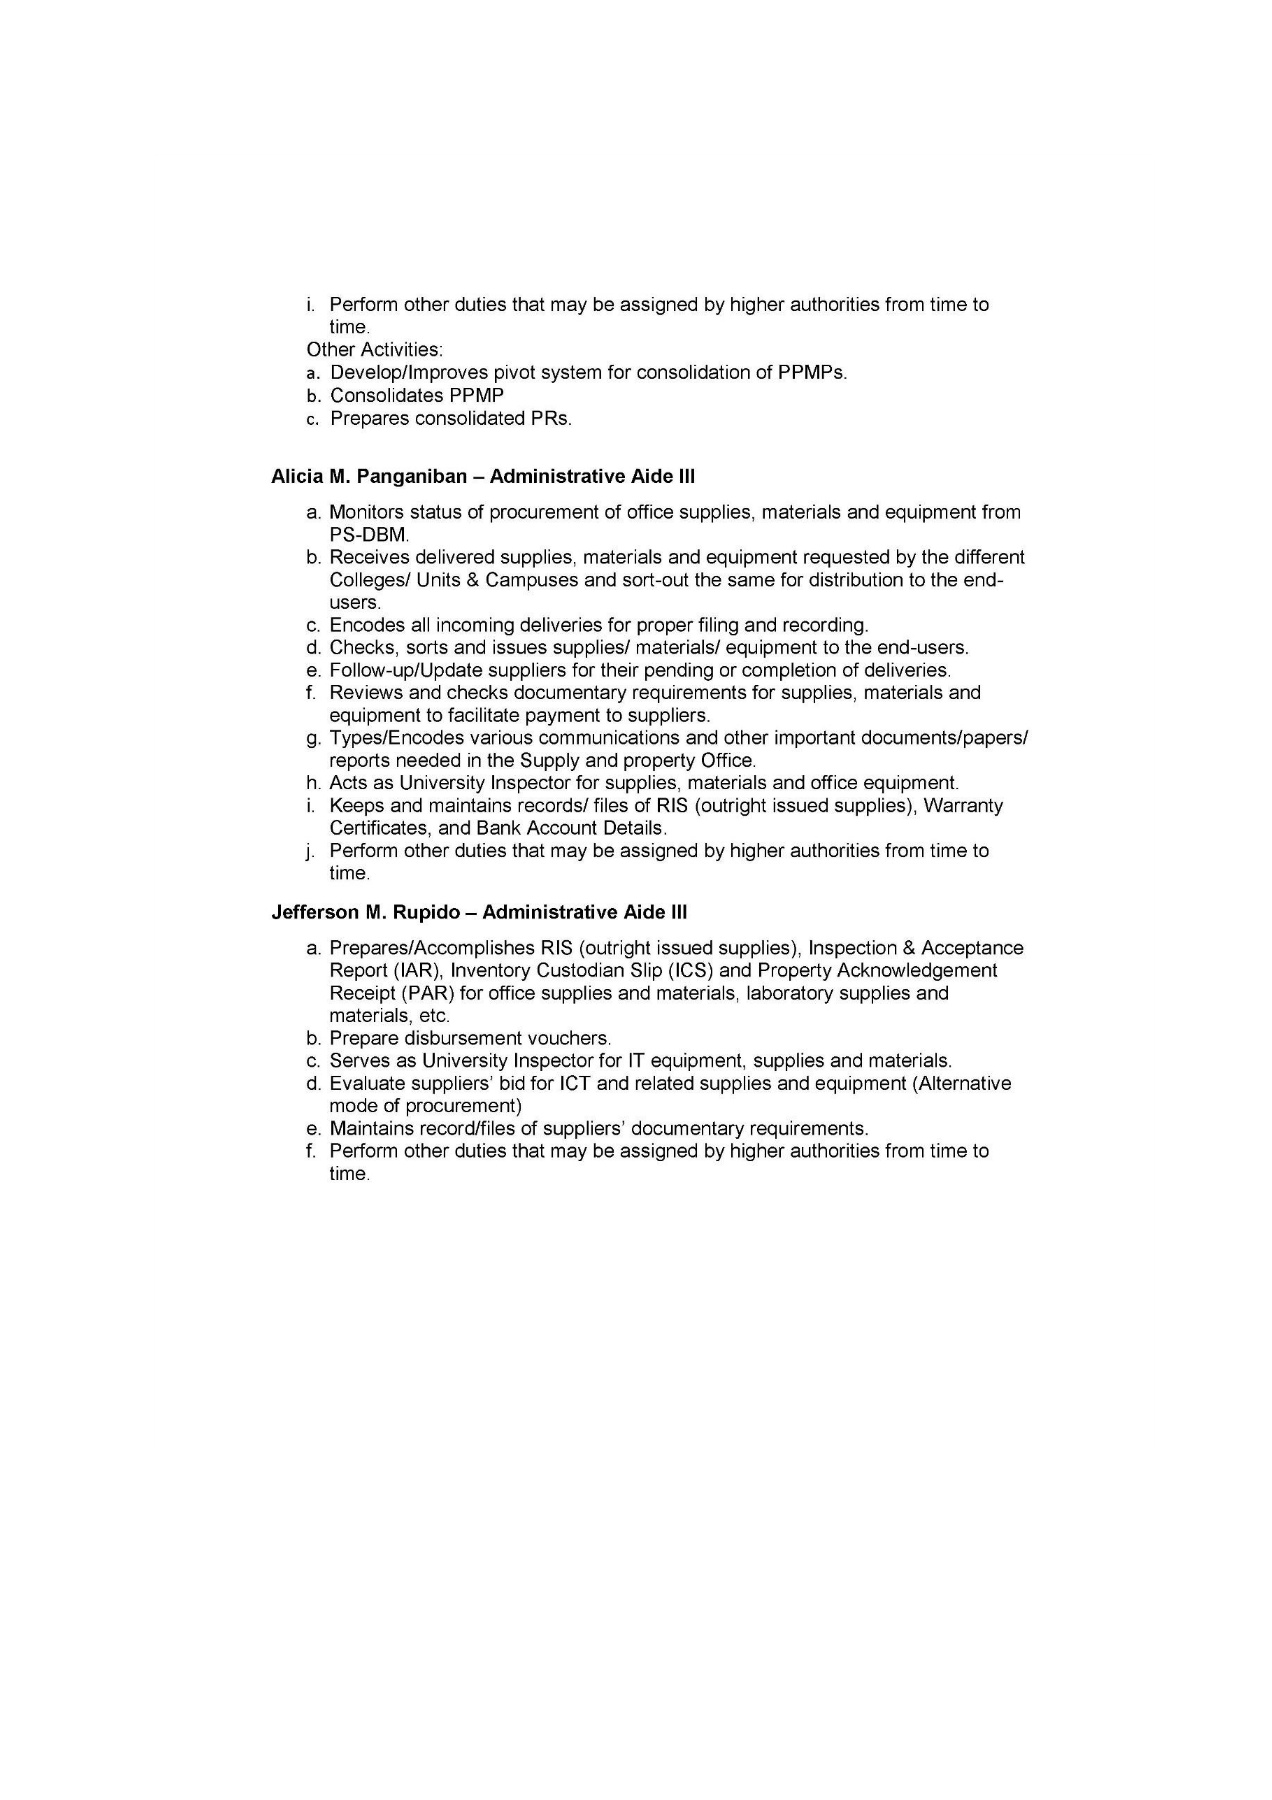 i. Perform other duties that may be assigned by higher authorities from time to
time.
Other Activities:
a. Develop/Improves pivot system for consolidation of PPMPs.
b. Consolidates PPMP
c. Prepares consolidated PRs.
Alicia M. Panganiban – Administrative Aide III
a. Monitors status of procurement of office supplies, materials and equipment from
PS-DBM.
b. Receives delivered supplies, materials and equipment requested by the different
Colleges/ Units & Campuses and sort-out the same for distribution to the end-
users.
c. Encodes all incoming deliveries for proper filing and recording.
d. Checks, sorts and issues supplies/ materials/ equipment to the end-users.
e. Follow-up/Update suppliers for their pending or completion of deliveries.
f. Reviews and checks documentary requirements for supplies, materials and
equipment to facilitate payment to suppliers.
g. Types/Encodes various communications and other important documents/papers/
reports needed in the Supply and property Office.
h. Acts as University Inspector for supplies, materials and office equipment.
i. Keeps and maintains records/ files of RIS (outright issued supplies), Warranty
Certificates, and Bank Account Details.
j. Perform other duties that may be assigned by higher authorities from time to
time.
Jefferson M. Rupido – Administrative Aide III
a. Prepares/Accomplishes RIS (outright issued supplies), Inspection & Acceptance
Report (IAR), Inventory Custodian Slip (ICS) and Property Acknowledgement
Receipt (PAR) for office supplies and materials, laboratory supplies and
materials, etc.
b. Prepare disbursement vouchers.
c. Serves as University Inspector for IT equipment, supplies and materials.
d. Evaluate suppliers’ bid for ICT and related supplies and equipment (Alternative
mode of procurement)
e. Maintains record/files of suppliers’ documentary requirements.
f. Perform other duties that may be assigned by higher authorities from time to
time.